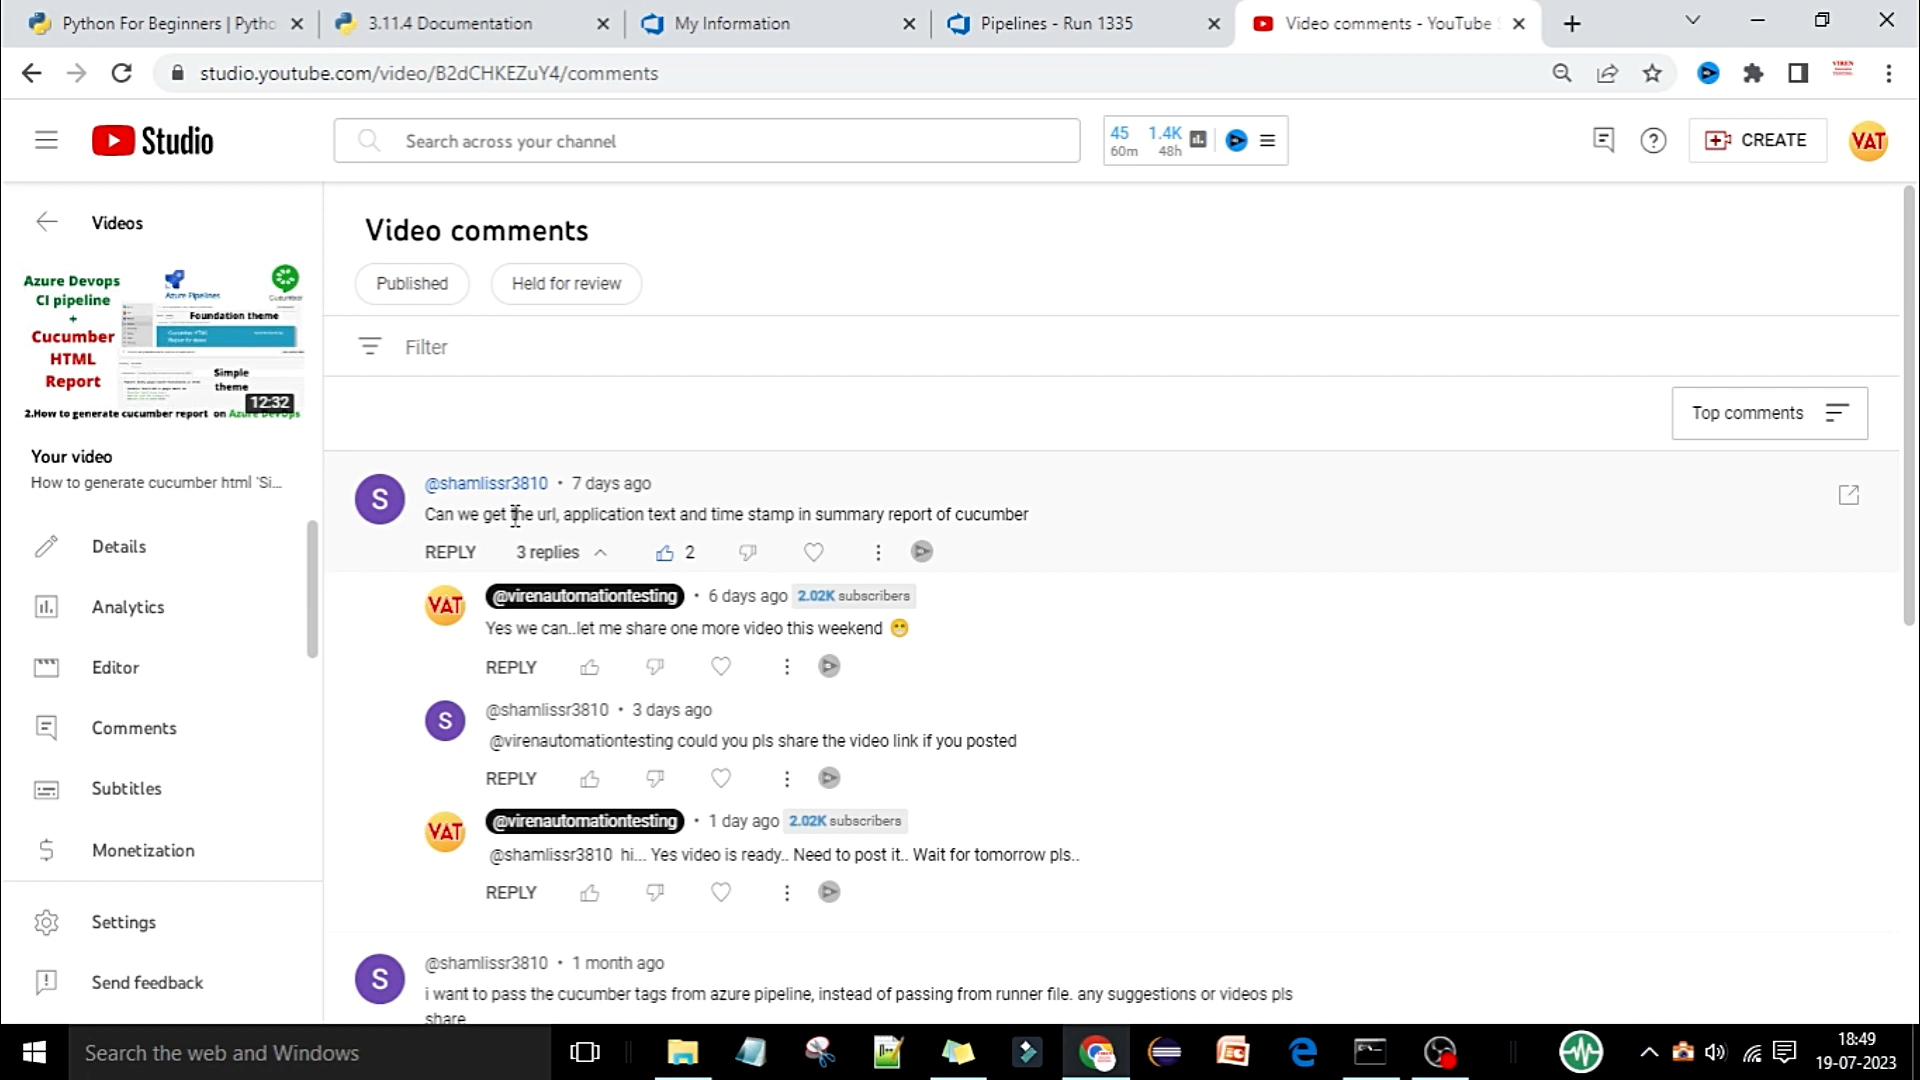 Python For Beginners | Pytho
3.11.4 Documentation
My Information
Pipelines - Run 1335
Video comments - YouTube S
studio.youtube.com/video/B2dCHKEZuY4/comments
Studio
Search across your channel
45 1.4K
60m 48h
CREATE
VAT
Videos
Azure Devops
CI pipeline
+
Cucumber
HTML
Report
Azure Pipelines
Cucumber
Foundation theme
Simple
theme
12:32
2.How to generate cucumber report on Azure DevOps
Your video
How to generate cucumber html 'Si...
Details
Analytics
Editor
Comments
Subtitles
Monetization
Settings
Send feedback
Video comments
Published
Held for review
Filter
Top comments
S
@shamlissr3810 • 7 days ago
Can we get the url, application text and time stamp in summary report of cucumber
REPLY 3 replies 2
VAT
@virenautomationtesting • 6 days ago 2.02K subscribers
Yes we can..let me share one more video this weekend 😁
REPLY
S
@shamlissr3810 • 3 days ago
@virenautomationtesting could you pls share the video link if you posted
REPLY
VAT
@virenautomationtesting • 1 day ago 2.02K subscribers
@shamlissr3810 hi... Yes video is ready.. Need to post it.. Wait for tomorrow pls..
REPLY
S
@shamlissr3810 • 1 month ago
i want to pass the cucumber tags from azure pipeline, instead of passing from runner file. any suggestions or videos pls
share
Search the web and Windows
18:49
19-07-2023